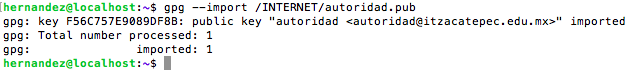 hernandez@localhost:~$ gpg --import /INTERNET/autoridad.pub
gpg: key F56C757E9089DF8B: public key "autoridad <autoridad@itzacatepec.edu.mx>" imported
gpg: Total number processed: 1
gpg:               imported: 1
hernandez@localhost:~$